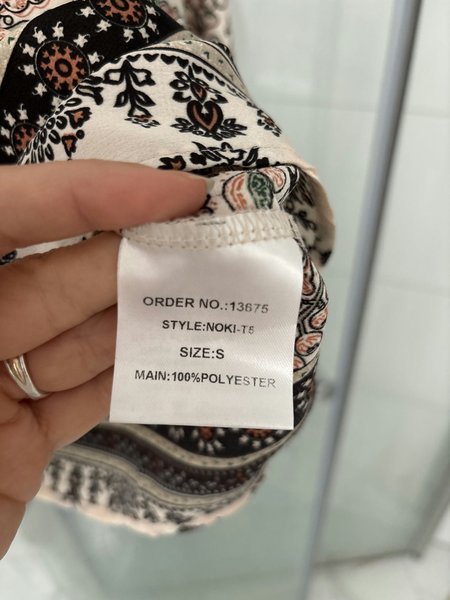 ORDER NO.:13675
STYLE:NOKI-T5
SIZE:S
MAIN:100%POLYESTER